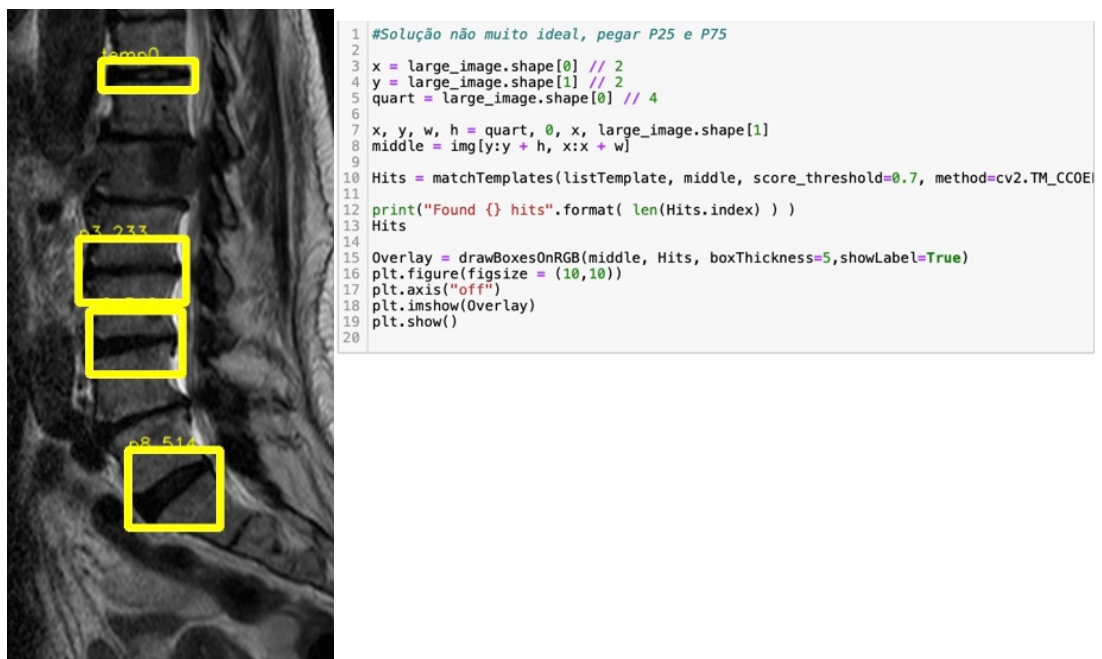 temp0
p3_233
p8_514
1 #Solução não muito ideal, pegar P25 e P75
2
3 x = large_image.shape[0] // 2
4 y = large_image.shape[1] // 2
5 quart = large_image.shape[0] // 4
6
7 x, y, w, h = quart, 0, x, large_image.shape[1]
8 middle = img[y:y + h, x:x + w]
9
10 Hits = matchTemplates(listTemplate, middle, score_threshold=0.7, method=cv2.TM_CCOE
11
12 print("Found {} hits".format( len(Hits.index) ) )
13 Hits
14
15 Overlay = drawBoxesOnRGB(middle, Hits, boxThickness=5,showLabel=True)
16 plt.figure(figsize = (10,10))
17 plt.axis("off")
18 plt.imshow(Overlay)
19 plt.show()
20